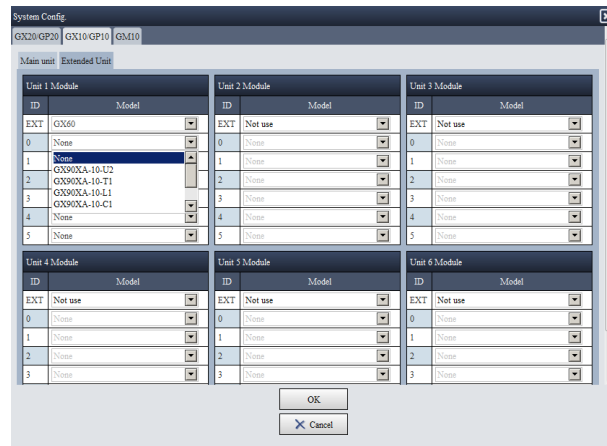 System Config.
GX20/GP20 GX10/GP10 GM10
Main unit Extended Unit
Unit 1 Module Unit 2 Module Unit 3 Module
ID Model ID Model ID Model
EXT GX60 EXT Not use EXT Not use
0 None 0 None 0 None
1 None 1 None 1 None
GX90XA-10-U2
2 GX90XA-10-T1 2 None 2 None
GX90XA-10-L1
3 GX90XA-10-C1 3 None 3 None
4 None 4 None 4 None
5 None 5 None 5 None
Unit 4 Module Unit 5 Module Unit 6 Module
ID Model ID Model ID Model
EXT Not use EXT Not use EXT Not use
0 None 0 None 0 None
1 None 1 None 1 None
2 None 2 None 2 None
3 None 3 None 3 None
OK
Cancel